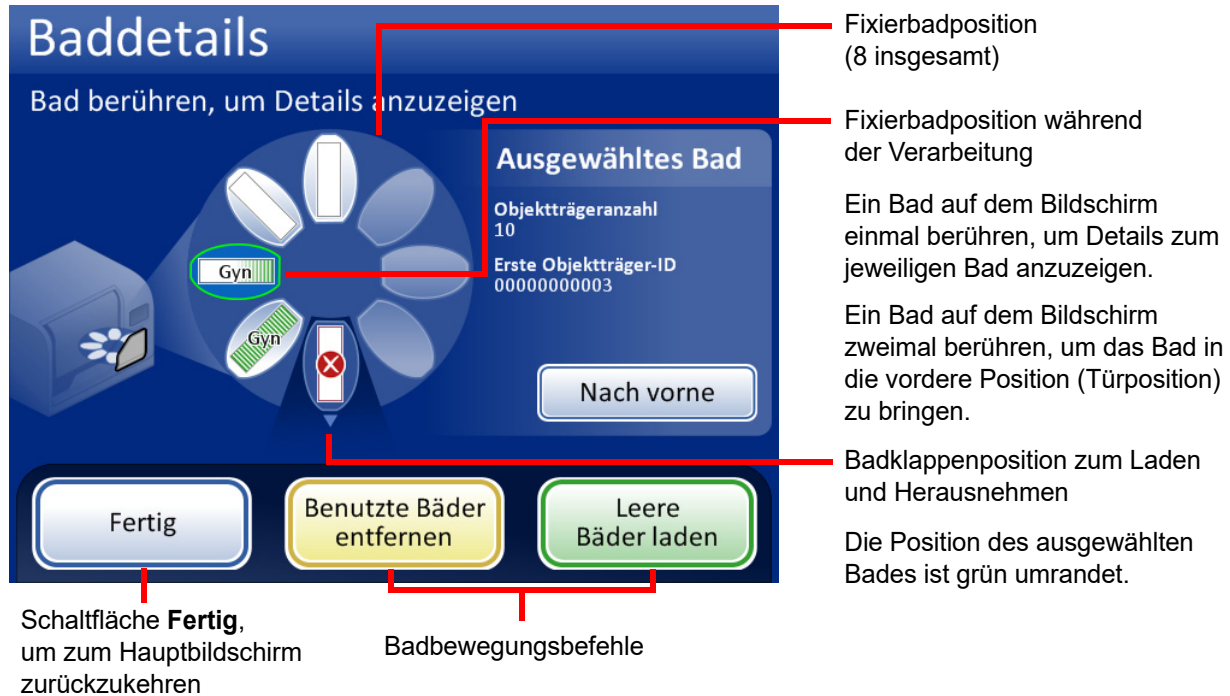 Baddetails
Bad berühren, um Details anzuzeigen
Ausgewähltes Bad
Objektträgeranzahl
10
Erste Objektträger-ID
00000000003
Gyn
Gyn
Nach vorne
Fertig
Benutzte Bäder
entfernen
Leere
Bäder laden
Fixierbadposition
(8 insgesamt)
Fixierbadposition während
der Verarbeitung
Ein Bad auf dem Bildschirm
einmal berühren, um Details zum
jeweiligen Bad anzuzeigen.
Ein Bad auf dem Bildschirm
zweimal berühren, um das Bad in
die vordere Position (Türposition)
zu bringen.
Badklappenposition zum Laden
und Herausnehmen
Die Position des ausgewählten
Bades ist grün umrandet.
Schaltfläche Fertig,
um zum Hauptbildschirm
zurückzukehren
Badbewegungsbefehle